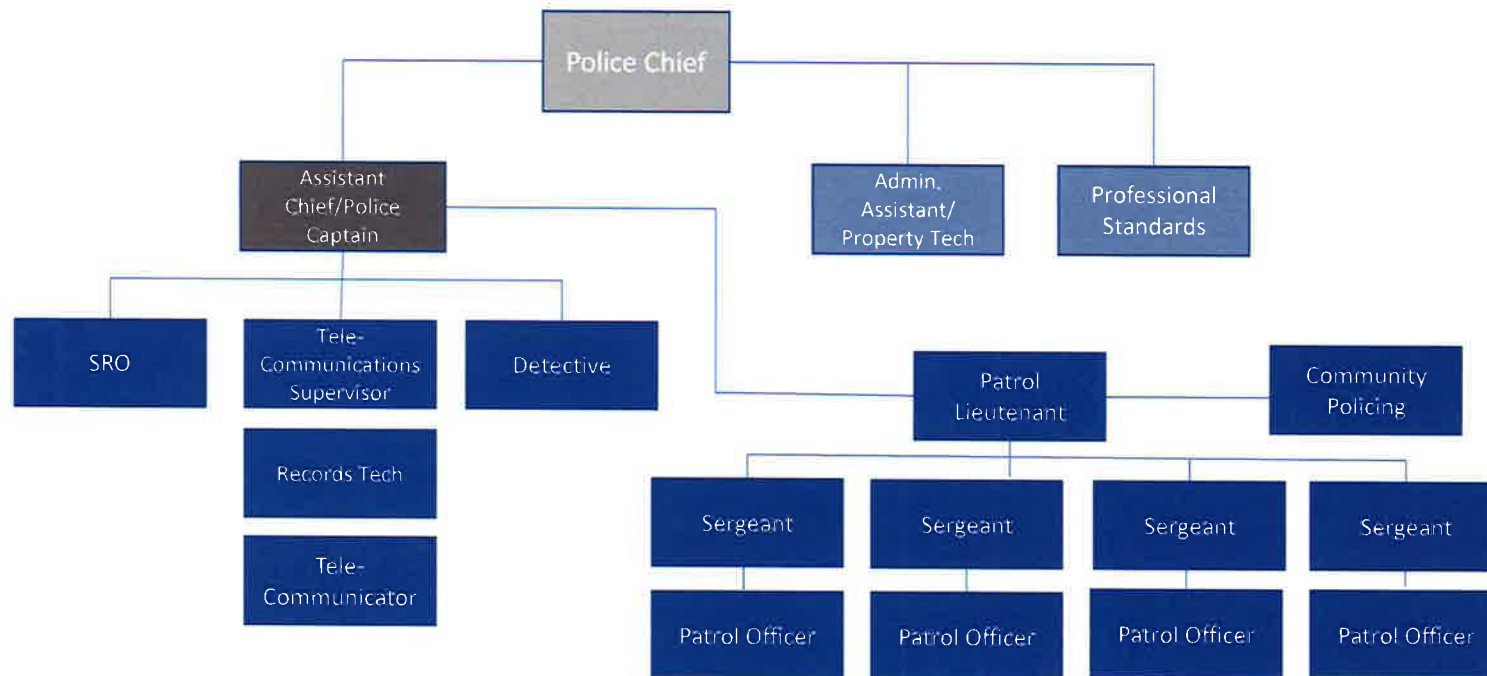 Police Chief
Assistant
Chief/Police
Captain
Admin.
Assistant/
Property Tech
Professional
Standards
SRO
Tele-
Communications
Supervisor
Detective
Patrol
Lieutenant
Community
Policing
Records Tech
Tele-
Communicator
Sergeant
Sergeant
Sergeant
Sergeant
Patrol Officer
Patrol Officer
Patrol Officer
Patrol Officer